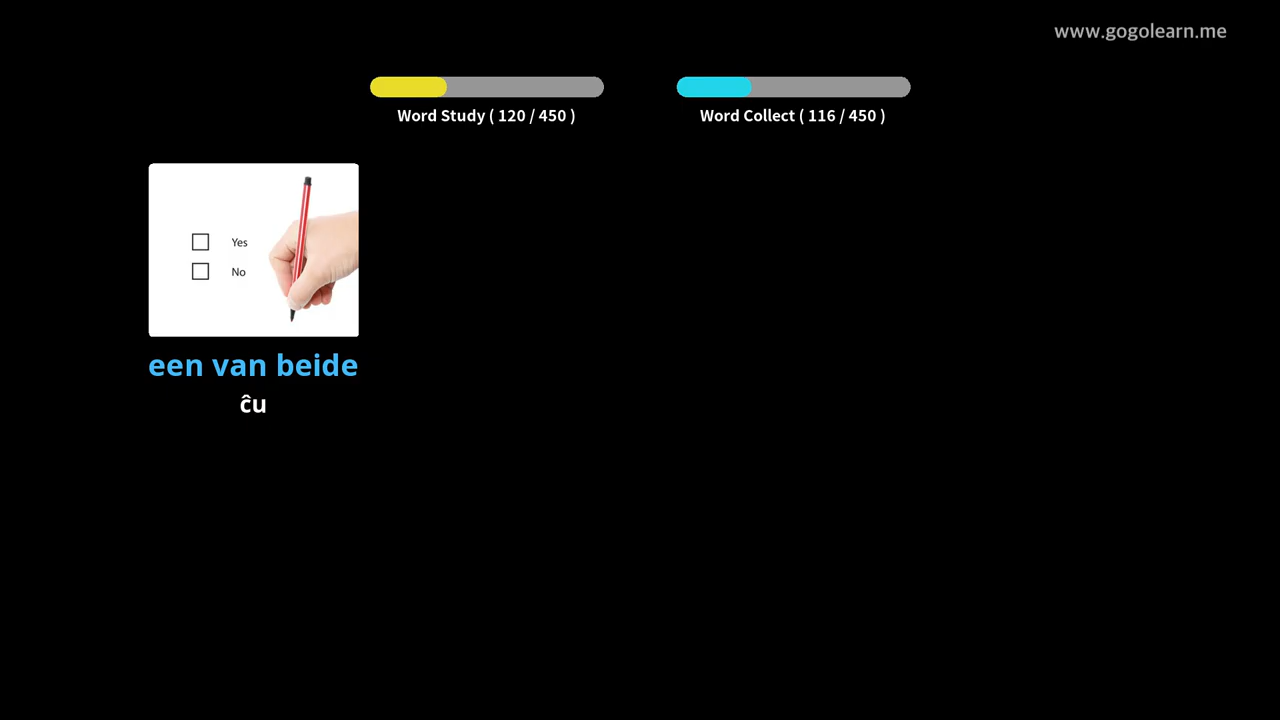 www.gogolearn.me
Word Study ( 120 / 450 )
Word Collect ( 116 / 450 )
Yes
No
een van beide
ĉu